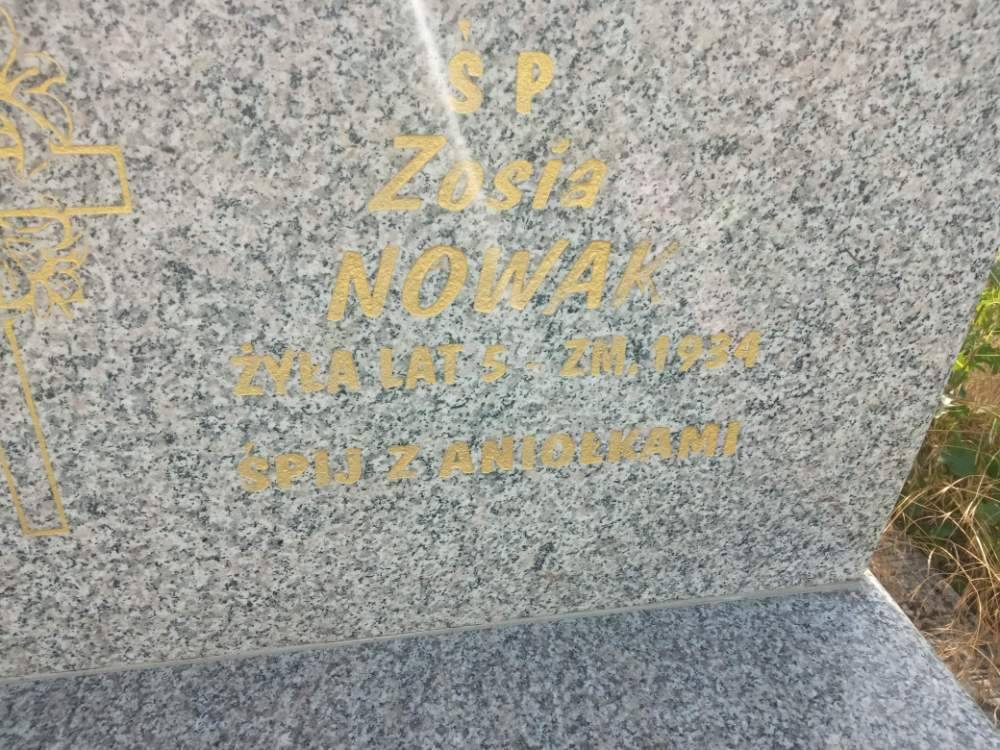 Ś P
Zosia
NOWAK
ŻYŁA LAT 5 - ZM. 1934
ŚPIJ Z ANIOŁKAMI